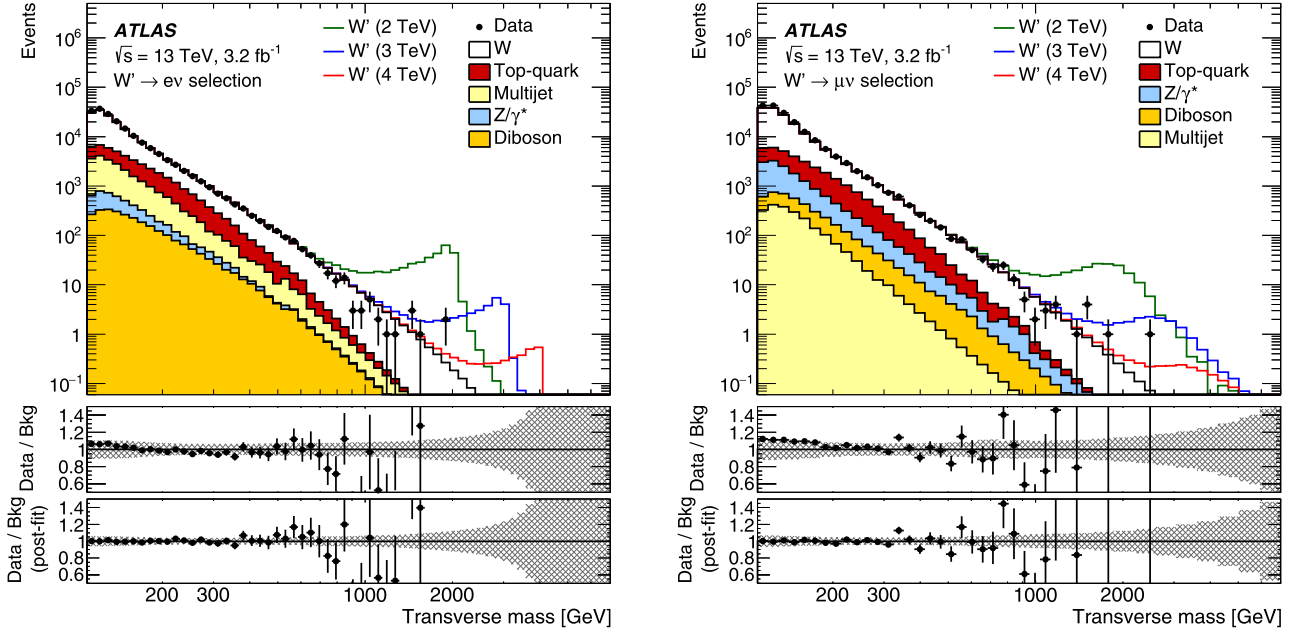 Events
10⁶
10⁵
10⁴
10³
10²
10
1
10⁻¹
ATLAS
√s = 13 TeV, 3.2 fb⁻¹
W' → eν selection
W' (2 TeV)
W' (3 TeV)
W' (4 TeV)
Data
W
Top-quark
Multijet
Z/γ*
Diboson
Data / Bkg
1.4
1.2
1
0.8
0.6
Data / Bkg
(post-fit)
1.4
1.2
1
0.8
0.6
200 300 1000 2000
Transverse mass [GeV]
Events
10⁶
10⁵
10⁴
10³
10²
10
1
10⁻¹
ATLAS
√s = 13 TeV, 3.2 fb⁻¹
W' → μν selection
W' (2 TeV)
W' (3 TeV)
W' (4 TeV)
Data
W
Top-quark
Z/γ*
Diboson
Multijet
Data / Bkg
1.4
1.2
1
0.8
0.6
Data / Bkg
(post-fit)
1.4
1.2
1
0.8
0.6
200 300 1000 2000
Transverse mass [GeV]